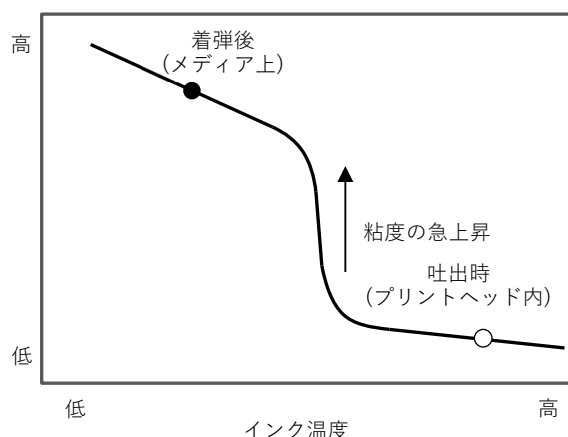 高
着弾後
(メディア上)
粘度の急上昇
吐出時
(プリントヘッド内)
低
低
高
インク温度